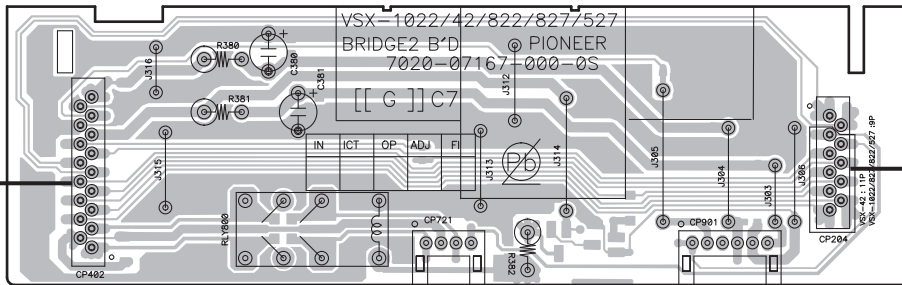 VSX-1022/42/822/827/527
BRIDGE2 B'D PIONEER
7020-07167-000-0S
[[ G ]] C7
IN ICT OP ADJ FI
Pb
J316
R380
C380
R381
C381
J315
J312
J313
J314
J305
J304
J303
J306
RLY800
CP721
R382
CP901
CP402
CP204
VSX-42 : 11P
VSX-1022/823/822/527 :9P